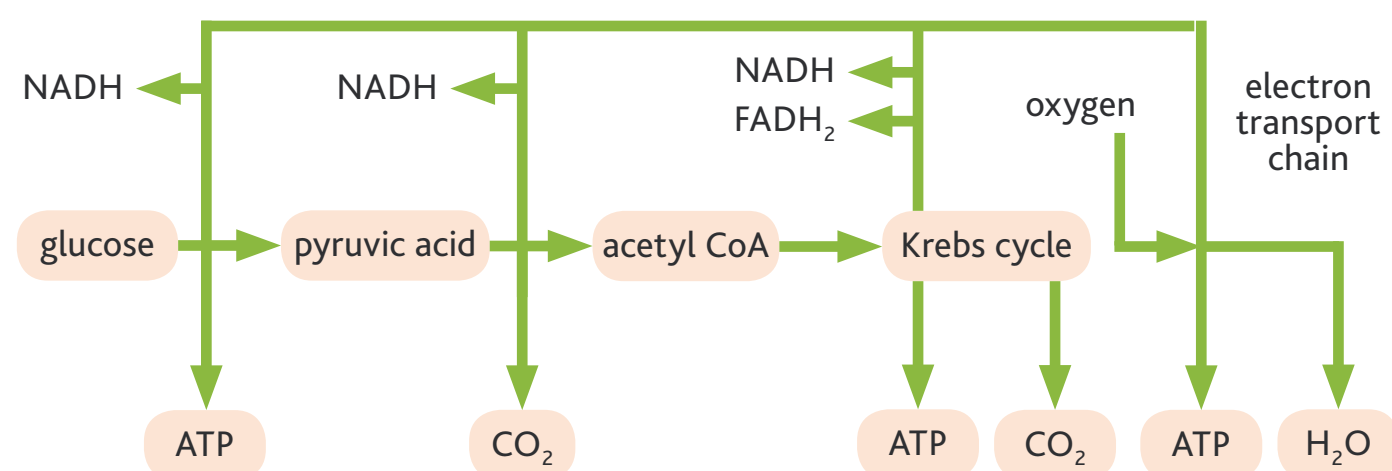 NADH
NADH
NADH
FADH₂
oxygen
electron
transport
chain
glucose
pyruvic acid
acetyl CoA
Krebs cycle
ATP
CO₂
ATP
CO₂
ATP
H₂O